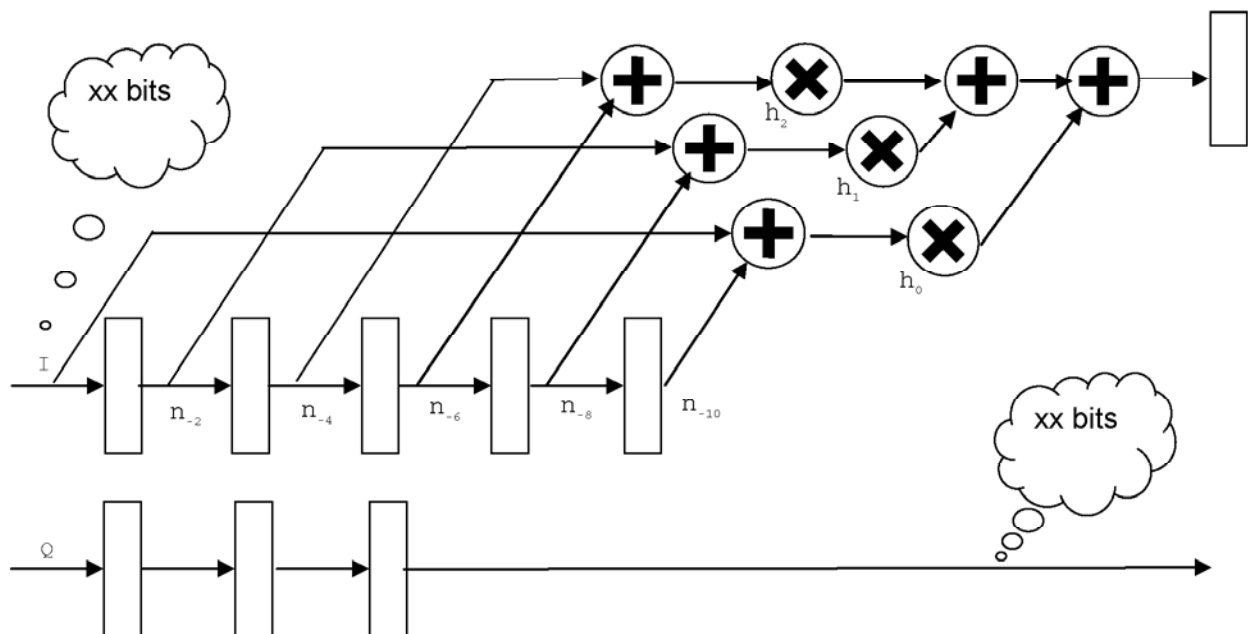 xx bits
h₂
h₁
h₀
I
n₋₂
n₋₄
n₋₆
n₋₈
n₋₁₀
xx bits
Q